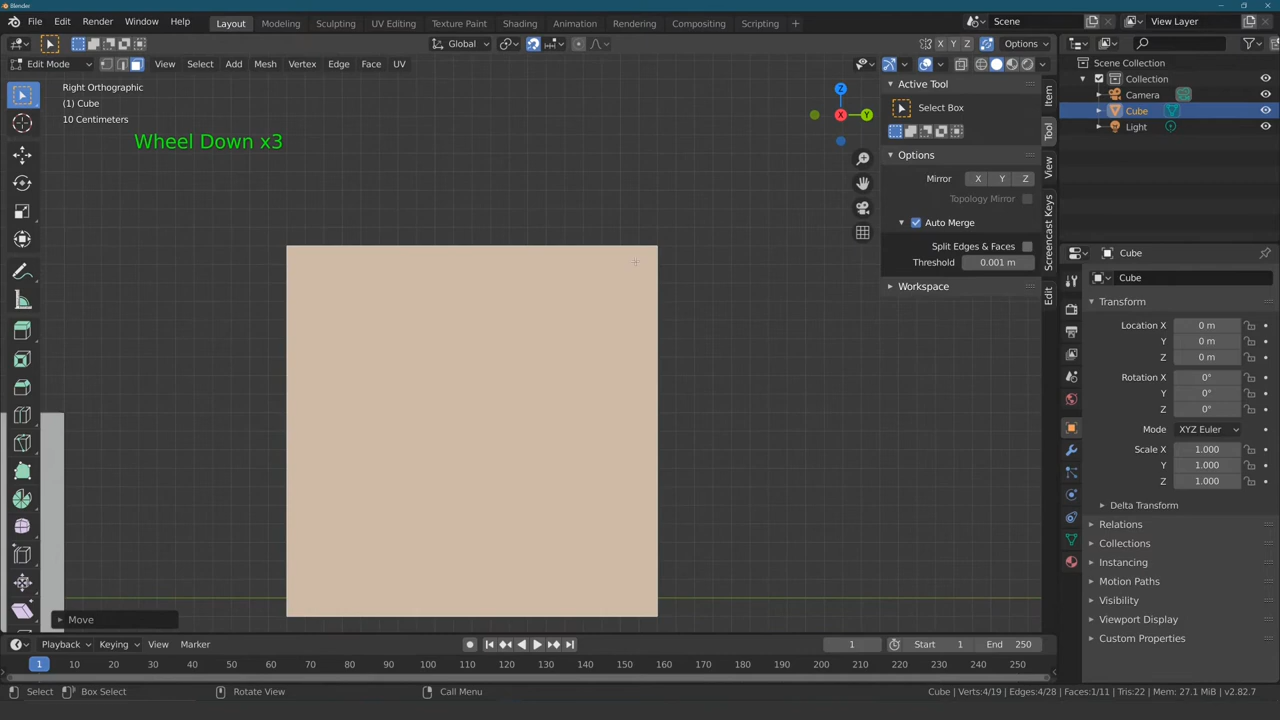 Blender
File Edit Render Window Help Layout Modeling Sculpting UV Editing Texture Paint Shading Animation Rendering Compositing Scripting + Scene View Layer
Global Options
Edit Mode View Select Add Mesh Vertex Edge Face UV
X Y Z
Right Orthographic
(1) Cube
10 Centimeters
Wheel Down x3
Z
X
Y
Active Tool
Select Box
Options
Mirror X Y Z
Topology Mirror
Auto Merge
Split Edges & Faces
Threshold 0.001 m
Workspace
Item
Tool
View
Screencast Keys
Edit
Scene Collection
Collection
Camera
Cube
Light
Cube
Cube
Transform
Location X 0 m
Y 0 m
Z 0 m
Rotation X 0°
Y 0°
Z 0°
Mode XYZ Euler
Scale X 1.000
Y 1.000
Z 1.000
Delta Transform
Relations
Collections
Instancing
Motion Paths
Visibility
Viewport Display
Custom Properties
Move
Playback Keying View Marker 1 Start 1 End 250
1 10 20 30 40 50 60 70 80 90 100 110 120 130 140 150 160 170 180 190 200 210 220 230 240 250
Select Box Select Rotate View Call Menu Cube | Verts:4/19 | Edges:4/28 | Faces:1/11 | Tris:22 | Mem: 27.1 MiB | v2.82.7